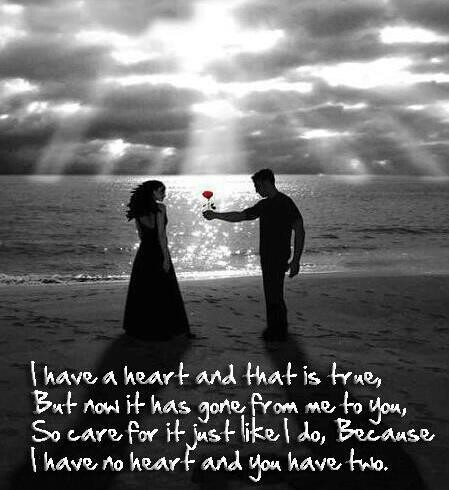 I have a heart and that is true,
But now it has gone from me to you,
So care for it just like I do, Because
I have no heart and you have two.